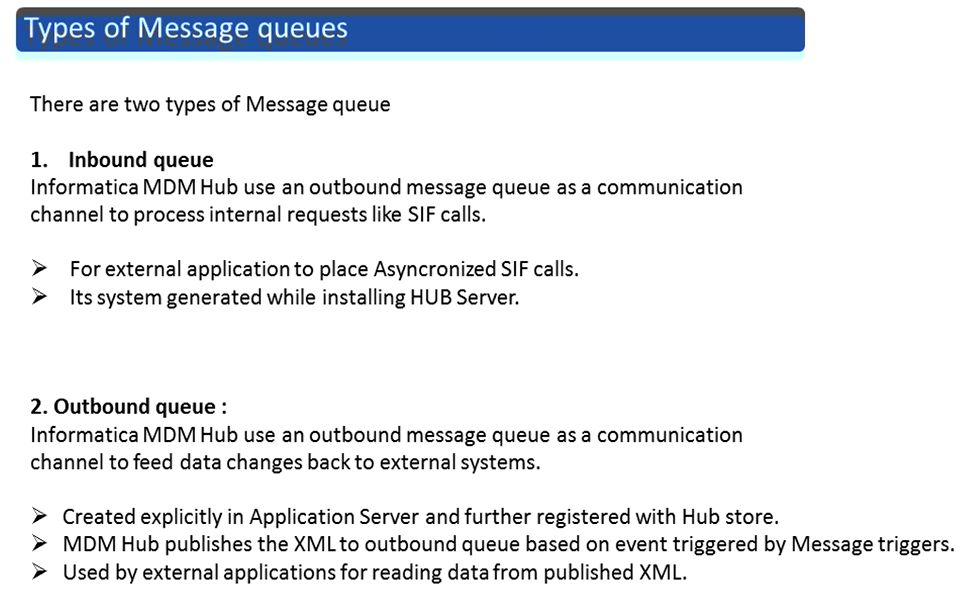 Types of Message queues
There are two types of Message queue
1. Inbound queue
Informatica MDM Hub use an outbound message queue as a communication
channel to process internal requests like SIF calls.
➢ For external application to place Asyncronized SIF calls.
➢ Its system generated while installing HUB Server.
2. Outbound queue :
Informatica MDM Hub use an outbound message queue as a communication
channel to feed data changes back to external systems.
➢ Created explicitly in Application Server and further registered with Hub store.
➢ MDM Hub publishes the XML to outbound queue based on event triggered by Message triggers.
➢ Used by external applications for reading data from published XML.